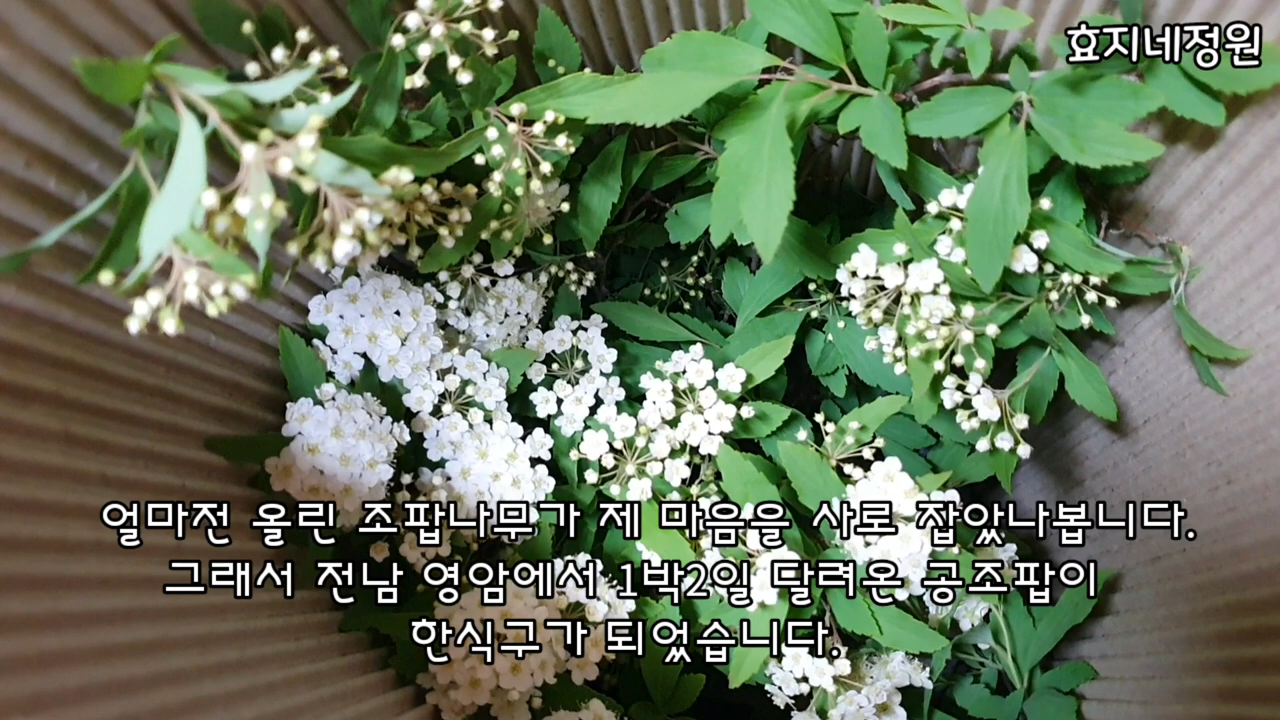 효지네정원
얼마전 올린 조팝나무가 제 마음을 사로 잡았나봅니다.
그래서 전남 영암에서 1박2일 달려온 공조팝이
한식구가 되었습니다.